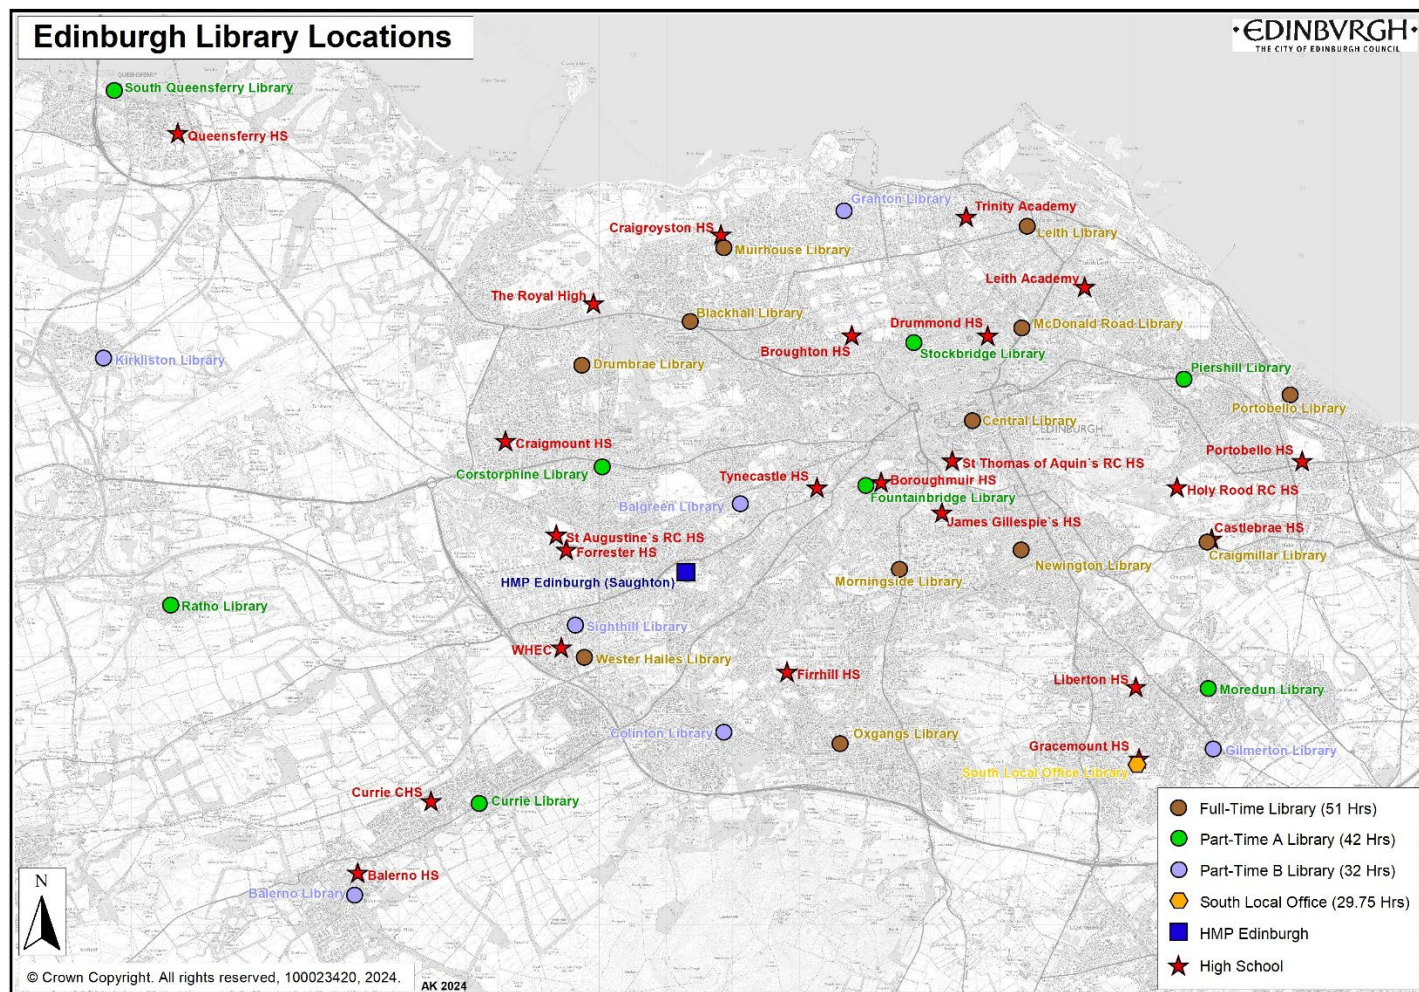 Edinburgh Library Locations
·EDINBVRGH·
THE CITY OF EDINBURGH COUNCIL
QUEENSFERRY
South Queensferry Library
Queensferry HS
Granton Library
Trinity Academy
Craigroyston HS
Leith Library
Muirhouse Library
Leith Academy
The Royal High
Blackhall Library
Drummond HS
McDonald Road Library
Broughton HS
Stockbridge Library
Kirkliston Library
Drumbrae Library
Piershill Library
Portobello Library
Central Library
EDINBURGH
Craigmount HS
Portobello HS
St Thomas of Aquin`s RC HS
Corstorphine Library
Tynecastle HS
Boroughmuir HS
Holy Rood RC HS
Fountainbridge Library
Balgreen Library
James Gillespie`s HS
Castlebrae HS
St Augustine`s RC HS
Forrester HS
Craigmillar Library
Newington Library
HMP Edinburgh (Saughton)
Morningside Library
Ratho Library
Sighthill Library
WHEC
Wester Hailes Library
Firrhill HS
Liberton HS
Moredun Library
Colinton Library
Oxgangs Library
Gracemount HS
Gilmerton Library
South Local Office Library
Currie CHS
Currie Library
Balerno HS
Balerno Library
Full-Time Library (51 Hrs)
Part-Time A Library (42 Hrs)
Part-Time B Library (32 Hrs)
South Local Office (29.75 Hrs)
HMP Edinburgh
High School
N
© Crown Copyright. All rights reserved, 100023420, 2024.
AK 2024